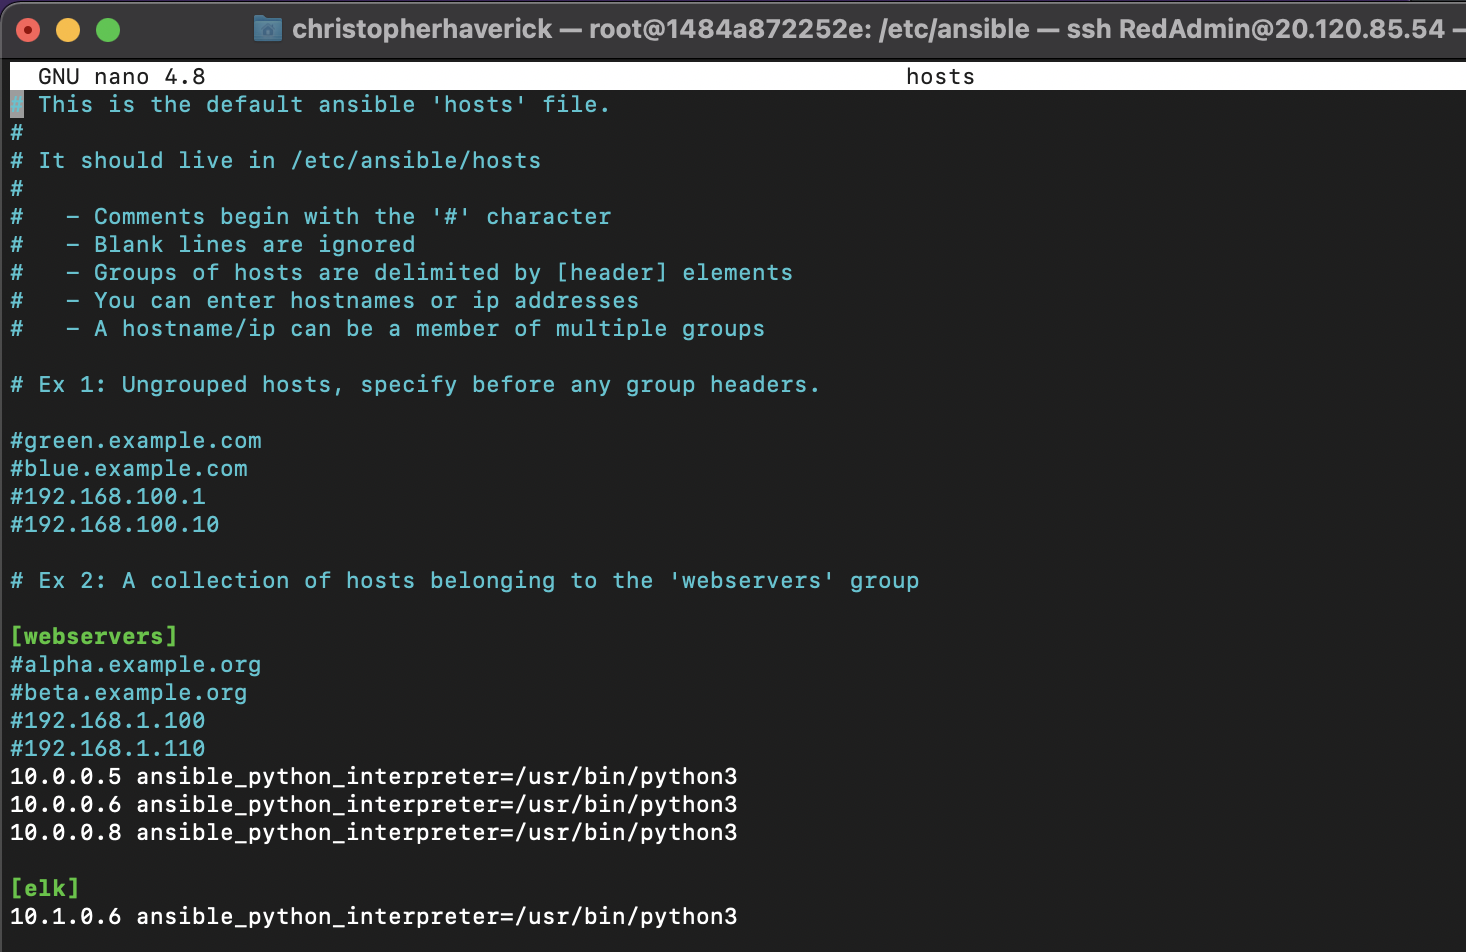 christopherhaverick — root@1484a872252e: /etc/ansible — ssh RedAdmin@20.120.85.54 —
GNU nano 4.8 hosts
# This is the default ansible 'hosts' file.
#
# It should live in /etc/ansible/hosts
#
#   - Comments begin with the '#' character
#   - Blank lines are ignored
#   - Groups of hosts are delimited by [header] elements
#   - You can enter hostnames or ip addresses
#   - A hostname/ip can be a member of multiple groups
# Ex 1: Ungrouped hosts, specify before any group headers.
#green.example.com
#blue.example.com
#192.168.100.1
#192.168.100.10
# Ex 2: A collection of hosts belonging to the 'webservers' group
[webservers]
#alpha.example.org
#beta.example.org
#192.168.1.100
#192.168.1.110
10.0.0.5 ansible_python_interpreter=/usr/bin/python3
10.0.0.6 ansible_python_interpreter=/usr/bin/python3
10.0.0.8 ansible_python_interpreter=/usr/bin/python3
[elk]
10.1.0.6 ansible_python_interpreter=/usr/bin/python3